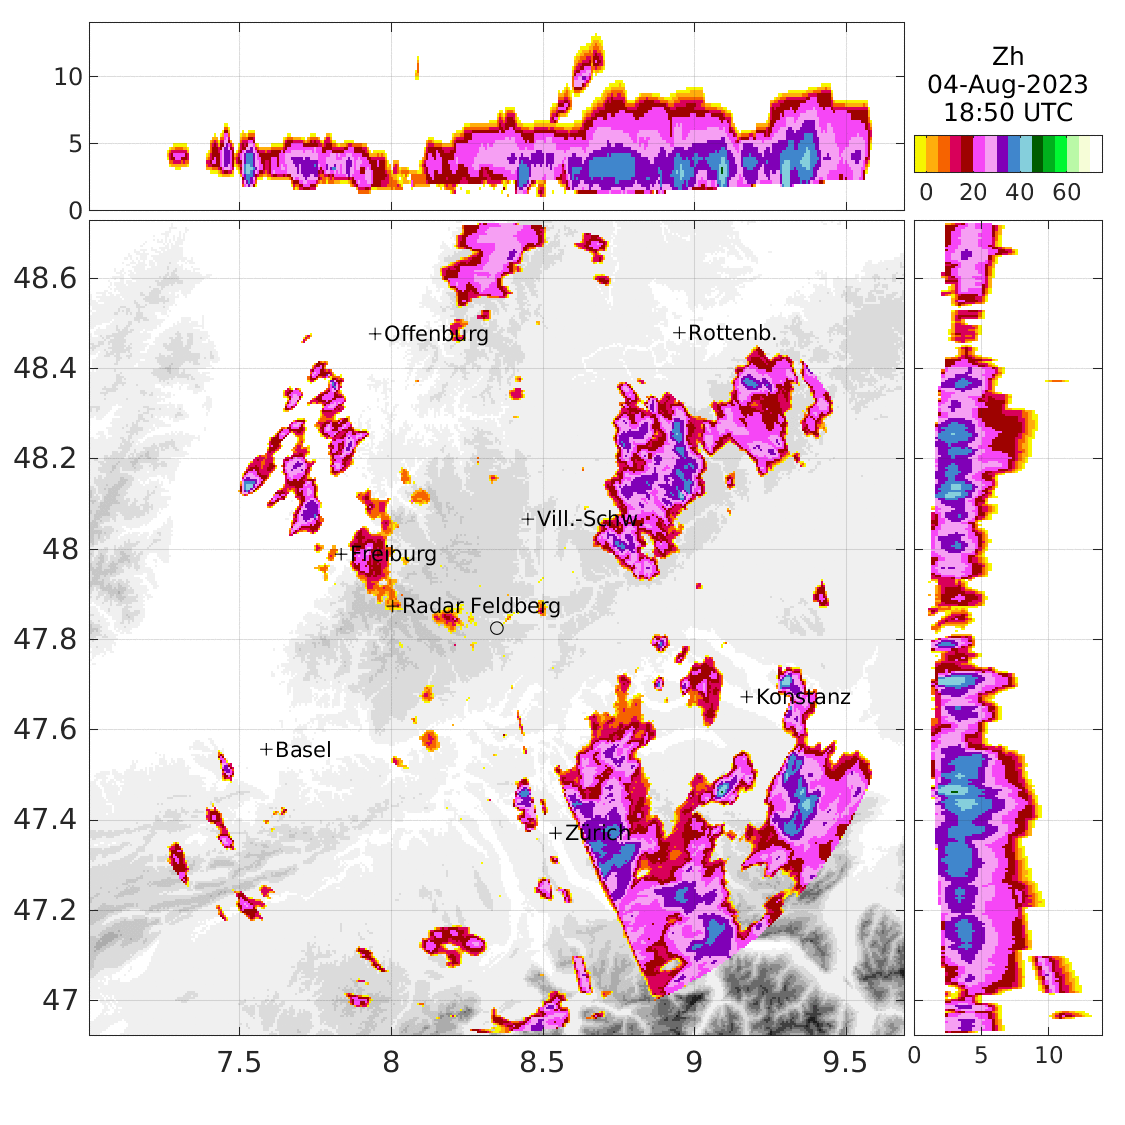 Zh
04-Aug-2023
18:50 UTC
0 20 40 60
10
5
0
48.6
48.4
48.2
48
47.8
47.6
47.4
47.2
47
Offenburg
Rottenb.
Vill.-Schw.
Freiburg
Radar Feldberg
Konstanz
Basel
Zürich
7.5 8 8.5 9 9.5
0 5 10